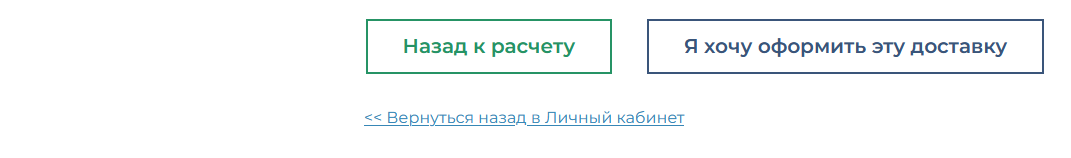 Назад к расчету
Я хочу оформить эту доставку
<< Вернуться назад в Личный кабинет